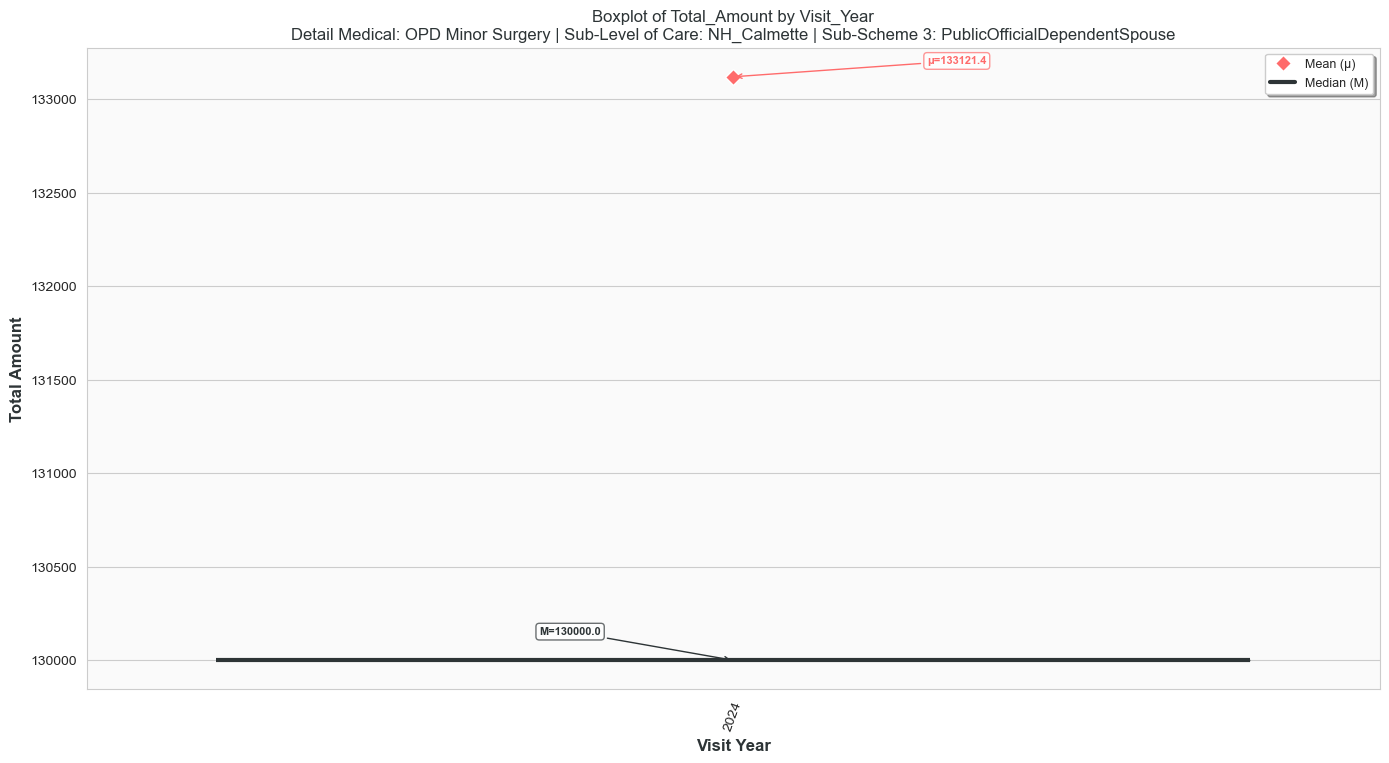 Boxplot of Total_Amount by Visit_Year
Detail Medical: OPD Minor Surgery | Sub-Level of Care: NH_Calmette | Sub-Scheme 3: PublicOfficialDependentSpouse
μ=133121.4
Mean (μ)
Median (M)
133000
132500
132000
131500
131000
130500
130000
Total Amount
M=130000.0
2024
Visit Year